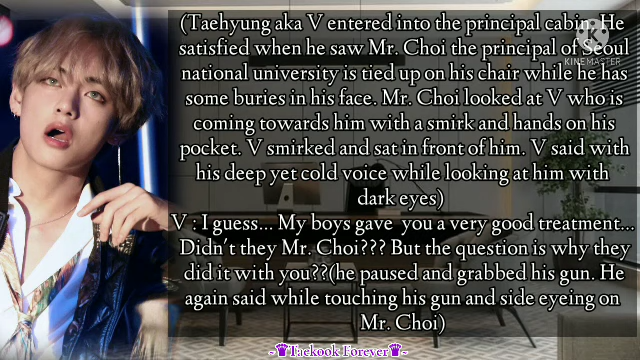 (Taehyung aka V entered into the principal cabin. He
satisfied when he saw Mr. Choi the principal of Seoul
KINEMASTER
national university is tied up on his chair while he has
some buries in his face. Mr. Choi looked at V who is
coming towards him with a smirk and hands on his
pocket. V smirked and sat in front of him. V said with
his deep yet cold voice while looking at him with
dark eyes)
V : I guess... My boys gave you a very good treatment...
Didn't they Mr. Choi??? But the question is why they
did it with you??(he paused and grabbed his gun. He
again said while touching his gun and side eyeing on
Mr. Choi)
~♛Taekook Forever♛~